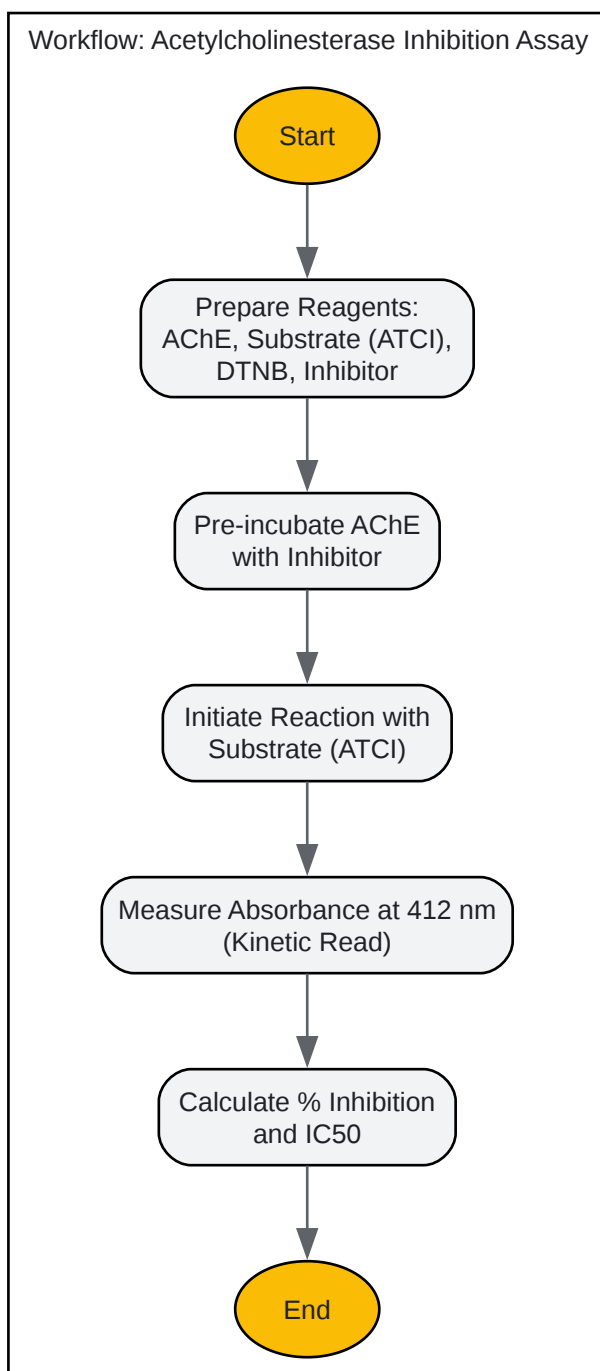 Workflow: Acetylcholinesterase Inhibition Assay
Start
Prepare Reagents:
AChE, Substrate (ATCI),
DTNB, Inhibitor
Pre-incubate AChE
with Inhibitor
Initiate Reaction with
Substrate (ATCI)
Measure Absorbance at 412 nm
(Kinetic Read)
Calculate % Inhibition
and IC50
End